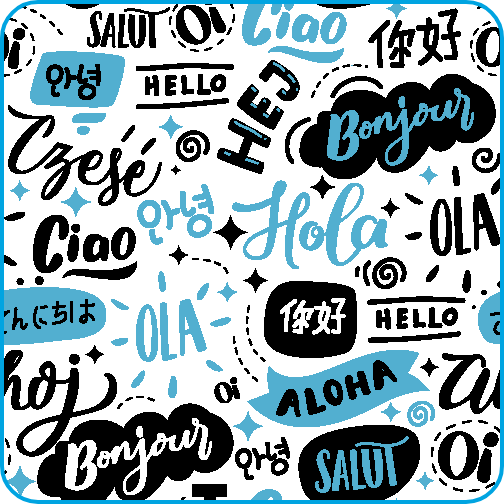 SALUT
Oi
Ciao
你好
안녕
HELLO
HEJ
Bonjour
Czesć
안녕
Hola
Ciao
OLA
OLA
んにちは
你好
HELLO
ALOHA
hoj
Oi
Bonjour
안녕
SALUT
Oi